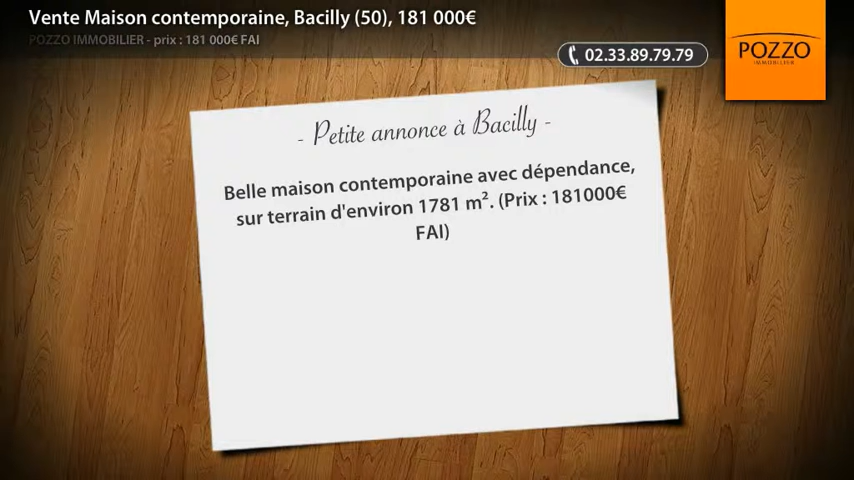 Vente Maison contemporaine, Bacilly (50), 181 000€
POZZO IMMOBILIER - prix : 181 000€ FAI
02.33.89.79.79
POZZO
IMMOBILIER
- Petite annonce à Bacilly -
Belle maison contemporaine avec dépendance,
sur terrain d'environ 1781 m². (Prix : 181000€
FAI)